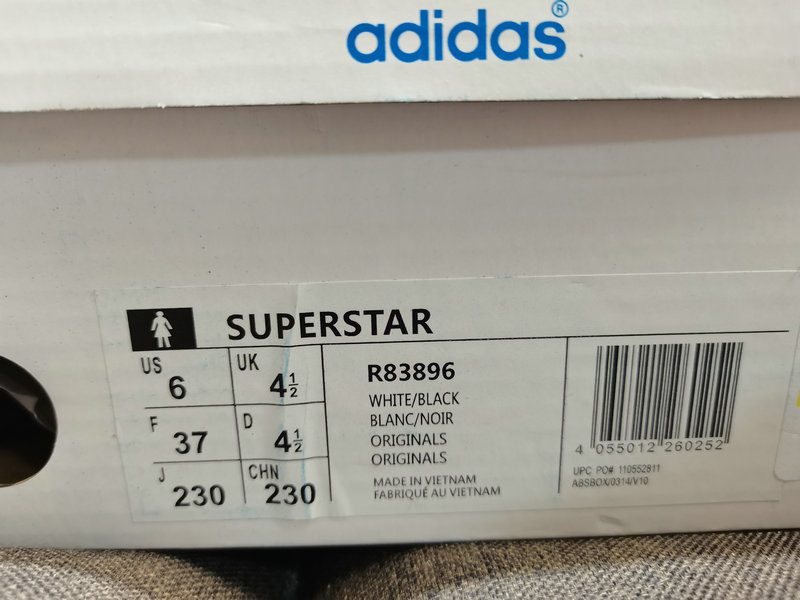 adidas®
SUPERSTAR
US 6 UK 4½
F 37 D 4½
J 230 CHN 230
R83896
WHITE/BLACK
BLANC/NOIR
ORIGINALS
ORIGINALS
MADE IN VIETNAM
FABRIQUÉ AU VIETNAM
4 055012 260252
UPC PO# 110552811
ABSBOX/0314/V10